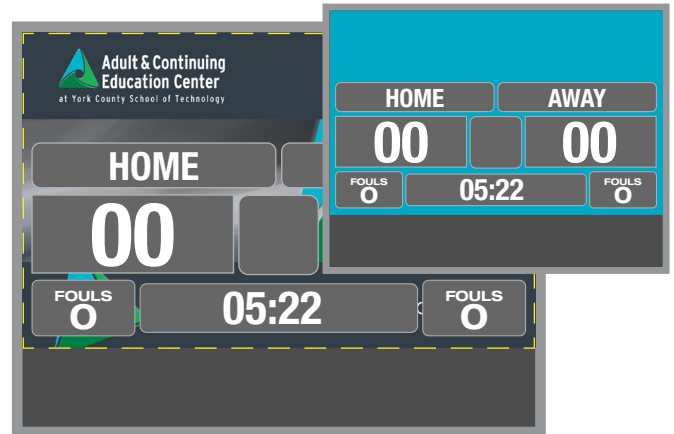 Adult & Continuing
Education Center
at York County School of Technology
HOME
00
FOULS
O
05:22
FOULS
O
HOME
AWAY
00
00
FOULS
O
05:22
FOULS
O